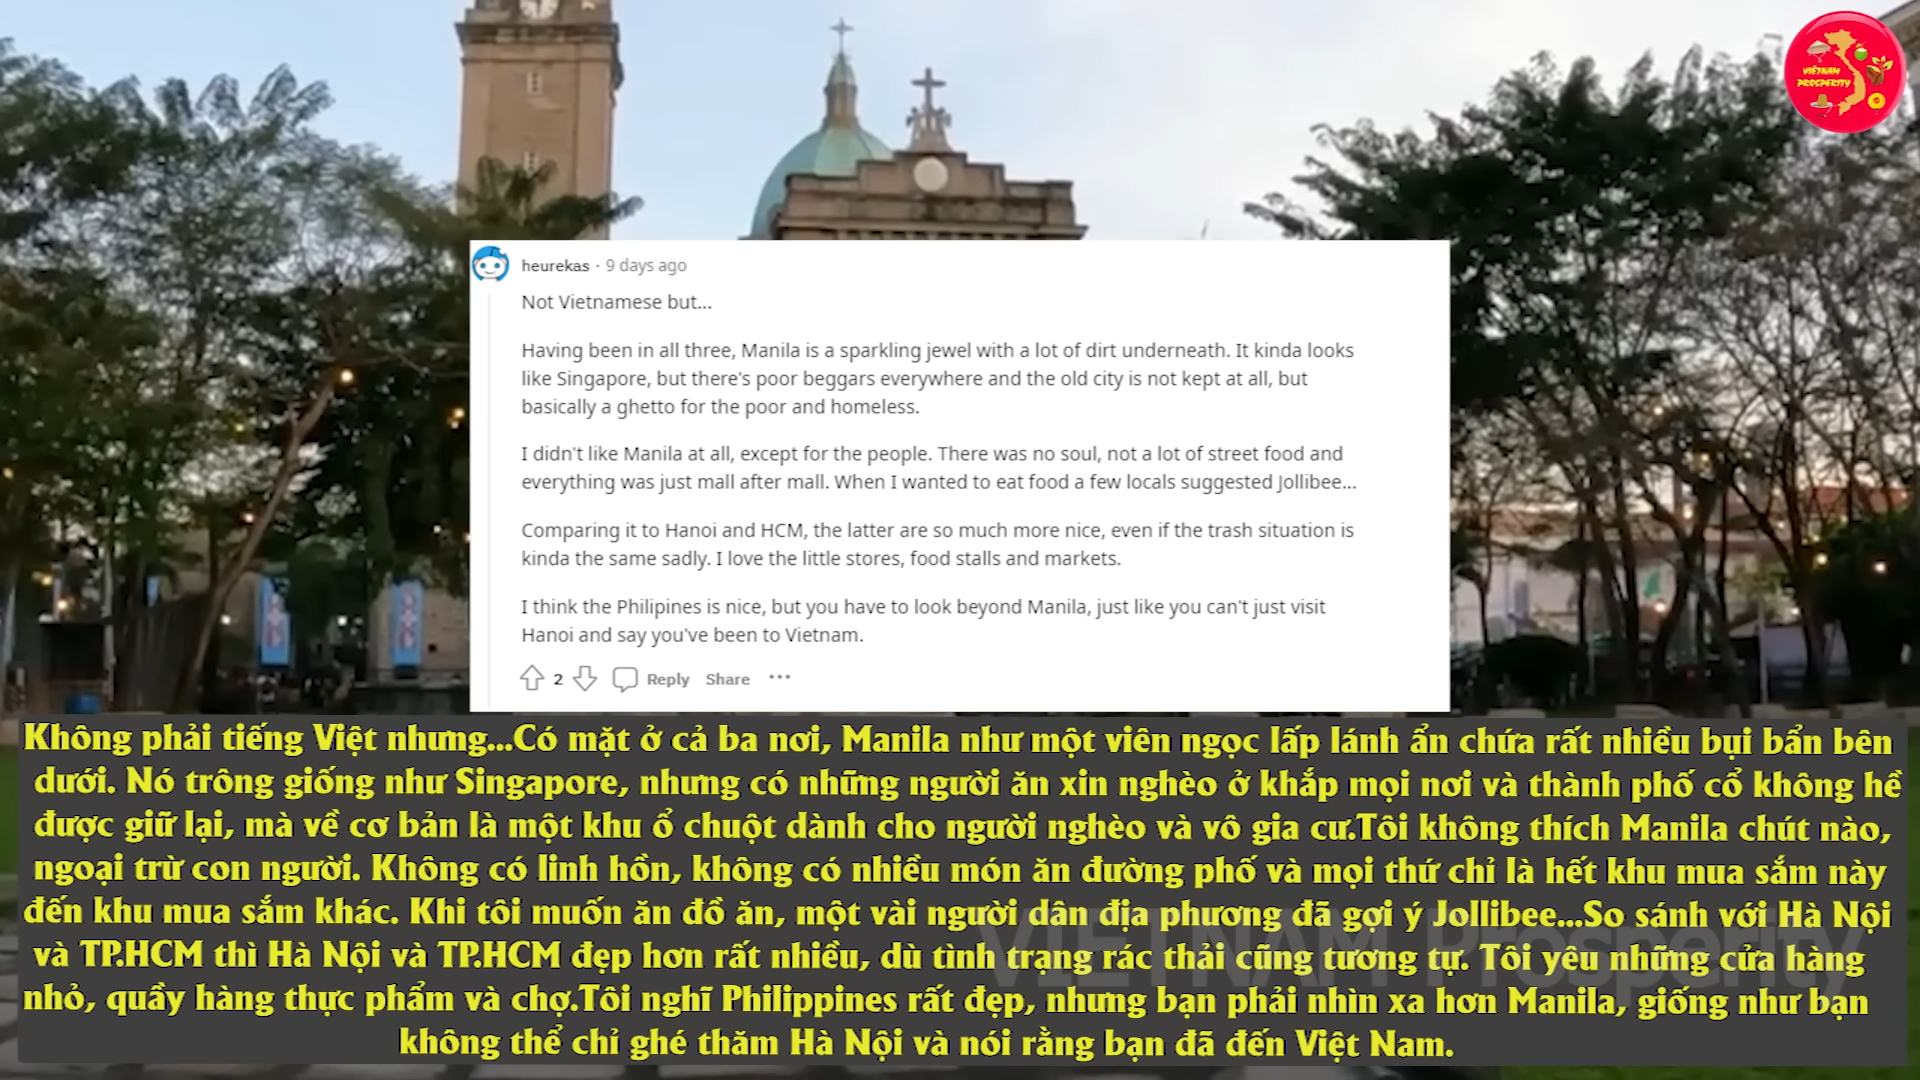 VIỆTNAM
PROSPERITY
heurekas · 9 days ago
Not Vietnamese but...
Having been in all three, Manila is a sparkling jewel with a lot of dirt underneath. It kinda looks
like Singapore, but there's poor beggars everywhere and the old city is not kept at all, but
basically a ghetto for the poor and homeless.
I didn't like Manila at all, except for the people. There was no soul, not a lot of street food and
everything was just mall after mall. When I wanted to eat food a few locals suggested Jollibee...
Comparing it to Hanoi and HCM, the latter are so much more nice, even if the trash situation is
kinda the same sadly. I love the little stores, food stalls and markets.
I think the Philipines is nice, but you have to look beyond Manila, just like you can't just visit
Hanoi and say you've been to Vietnam.
2 Reply Share ...
Không phải tiếng Việt nhưng...Có mặt ở cả ba nơi, Manila như một viên ngọc lấp lánh ẩn chứa rất nhiều bụi bẩn bên
dưới. Nó trông giống như Singapore, nhưng có những người ăn xin nghèo ở khắp mọi nơi và thành phố cổ không hề
được giữ lại, mà về cơ bản là một khu ổ chuột dành cho người nghèo và vô gia cư.Tôi không thích Manila chút nào,
ngoại trừ con người. Không có linh hồn, không có nhiều món ăn đường phố và mọi thứ chỉ là hết khu mua sắm này
đến khu mua sắm khác. Khi tôi muốn ăn đồ ăn, một vài người dân địa phương đã gợi ý Jollibee...So sánh với Hà Nội
và TP.HCM thì Hà Nội và TP.HCM đẹp hơn rất nhiều, dù tình trạng rác thải cũng tương tự. Tôi yêu những cửa hàng
nhỏ, quầy hàng thực phẩm và chợ.Tôi nghĩ Philippines rất đẹp, nhưng bạn phải nhìn xa hơn Manila, giống như bạn
không thể chỉ ghé thăm Hà Nội và nói rằng bạn đã đến Việt Nam.
VIETNAM Prosperity